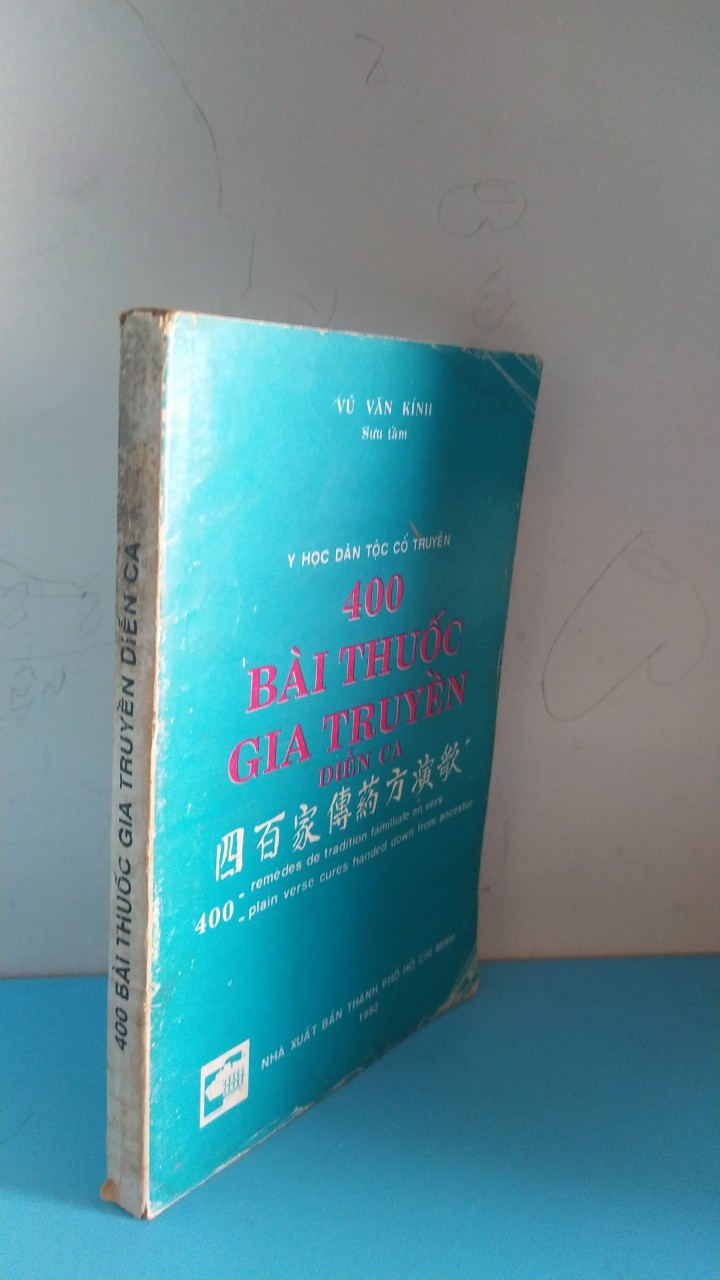 VŨ VĂN KÍNH
Sưu tầm
Y HỌC DÂN TỘC CỔ TRUYỀN
400
BÀI THUỐC
GIA TRUYỀN
DIỄN CA
四百家傳药方演歌
400 - remèdes de tradition familiale en vers
- plain verse cures handed down from ancestor
NHÀ XUẤT BẢN THÀNH PHỐ HỒ CHÍ MINH
1992
400 BÀI THUỐC GIA TRUYỀN DIỄN CA